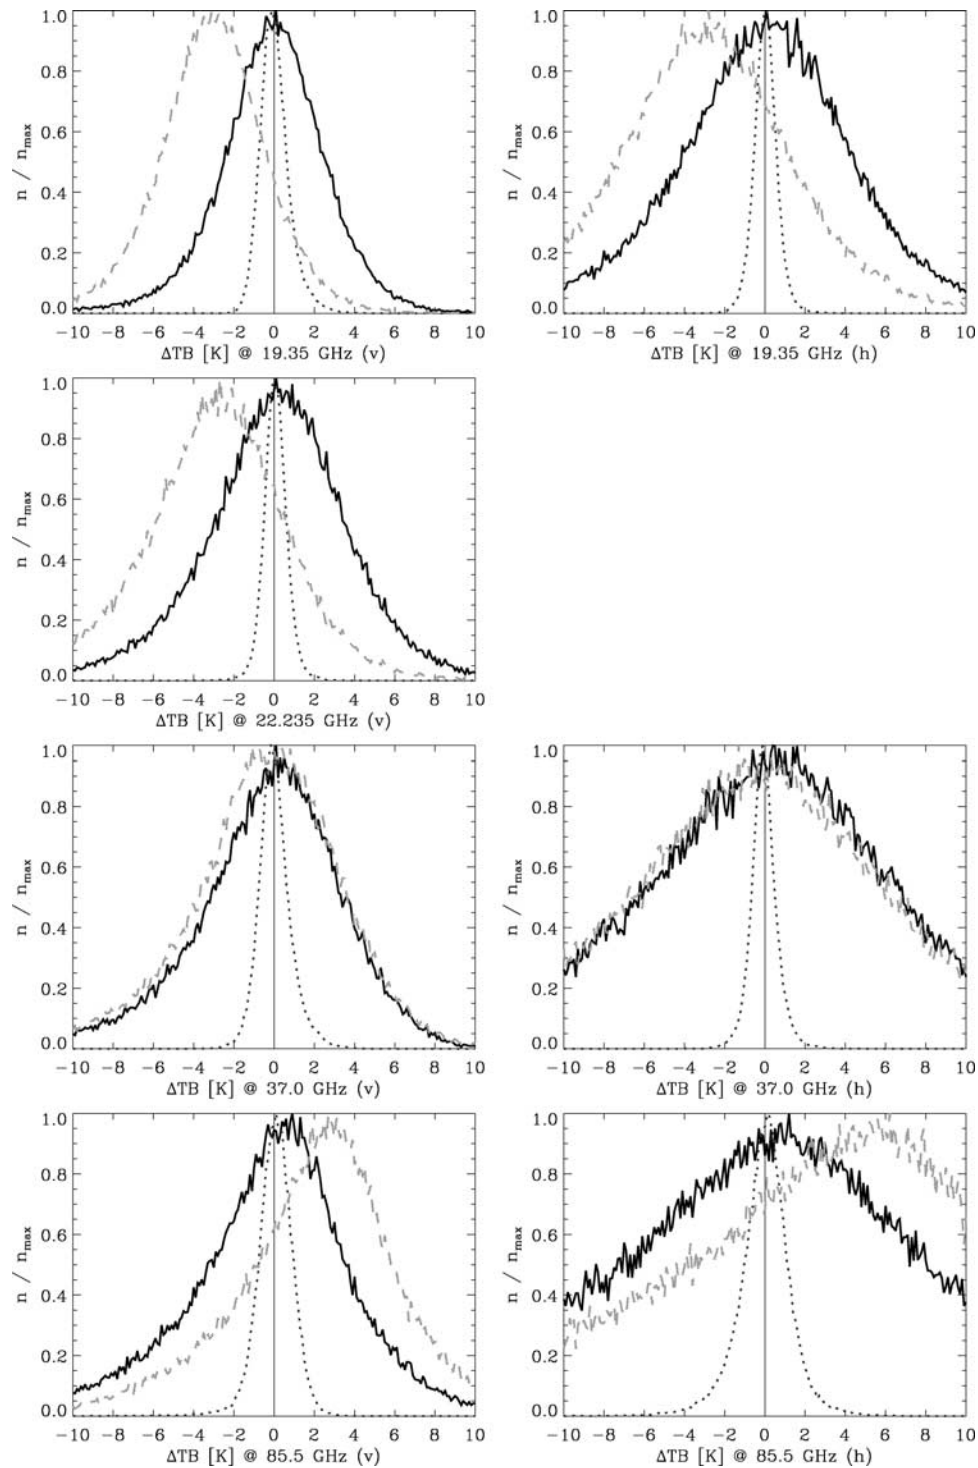 1.0
0.8
0.6
0.4
0.2
0.0
n / nmax
-10 -8 -6 -4 -2 0 2 4 6 8 10
ΔTB [K] @ 19.35 GHz (v)
1.0
0.8
0.6
0.4
0.2
0.0
n / nmax
-10 -8 -6 -4 -2 0 2 4 6 8 10
ΔTB [K] @ 19.35 GHz (h)
1.0
0.8
0.6
0.4
0.2
0.0
n / nmax
-10 -8 -6 -4 -2 0 2 4 6 8 10
ΔTB [K] @ 22.235 GHz (v)
1.0
0.8
0.6
0.4
0.2
0.0
n / nmax
-10 -8 -6 -4 -2 0 2 4 6 8 10
ΔTB [K] @ 37.0 GHz (v)
1.0
0.8
0.6
0.4
0.2
0.0
n / nmax
-10 -8 -6 -4 -2 0 2 4 6 8 10
ΔTB [K] @ 37.0 GHz (h)
1.0
0.8
0.6
0.4
0.2
0.0
n / nmax
-10 -8 -6 -4 -2 0 2 4 6 8 10
ΔTB [K] @ 85.5 GHz (v)
1.0
0.8
0.6
0.4
0.2
0.0
n / nmax
-10 -8 -6 -4 -2 0 2 4 6 8 10
ΔTB [K] @ 85.5 GHz (h)